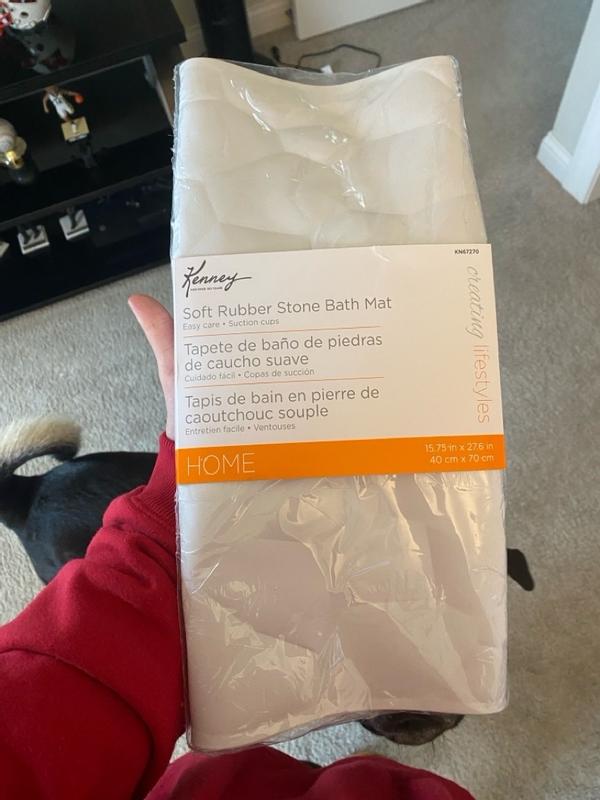 KN67270
Kenney
Soft Rubber Stone Bath Mat
Easy care • Suction cups
Tapete de baño de piedras
de caucho suave
Cuidado fácil • Copas de succión
Tapis de bain en pierre de
caoutchouc souple
Entretien facile • Ventouses
creating lifestyles
HOME
15.75 in x 27.6 in
40 cm x 70 cm